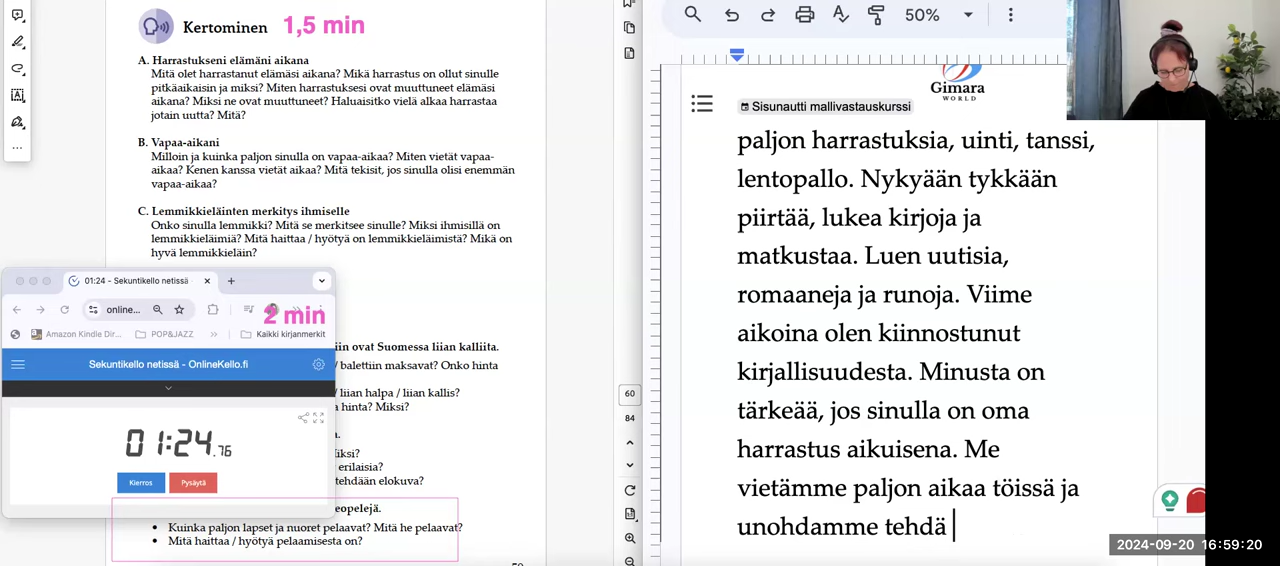 Kertominen 1,5 min
A. Harrastukseni elämäni aikana
Mitä olet harrastanut elämäsi aikana? Mikä harrastus on ollut sinulle
pitkäaikaisin ja miksi? Miten harrastuksesi ovat muuttuneet elämäsi
aikana? Miksi ne ovat muuttuneet? Haluaisitko vielä alkaa harrastaa
jotain uutta? Mitä?
B. Vapaa-aikani
Milloin ja kuinka paljon sinulla on vapaa-aikaa? Miten vietät vapaa-
aikaa? Kenen kanssa vietät aikaa? Mitä tekisit, jos sinulla olisi enemmän
vapaa-aikaa?
C. Lemmikkieläinten merkitys ihmiselle
Onko sinulla lemmikki? Mitä se merkitsee sinulle? Miksi ihmisillä on
lemmikkieläimiä? Mitä haittaa / hyötyä on lemmikkieläimistä? Mikä on
hyvä lemmikkieläin?
01:24 - Sekuntikello netissä
online...
2 min
Amazon Kindle Dir...
POP&JAZZ
Kaikki kirjanmerkit
Sekuntikello netissä - OnlineKello.fi
01:24.76
Kierros
Pysäytä
iin ovat Suomessa liian kalliita.
/ balettiin maksavat? Onko hinta
/ liian halpa / liian kallis?
hinta? Miksi?
iksi?
erilaisia?
tehdään elokuva?
eopelejä.
• Kuinka paljon lapset ja nuoret pelaavat? Mitä he pelaavat?
• Mitä haittaa / hyötyä pelaamisesta on?
60
84
50%
Gimara
WORLD
Sisunautti mallivastauskurssi
paljon harrastuksia, uinti, tanssi,
lentopallo. Nykyään tykkään
piirtää, lukea kirjoja ja
matkustaa. Luen uutisia,
romaaneja ja runoja. Viime
aikoina olen kiinnostunut
kirjallisuudesta. Minusta on
tärkeää, jos sinulla on oma
harrastus aikuisena. Me
vietämme paljon aikaa töissä ja
unohdamme tehdä
2024-09-20 16:59:20